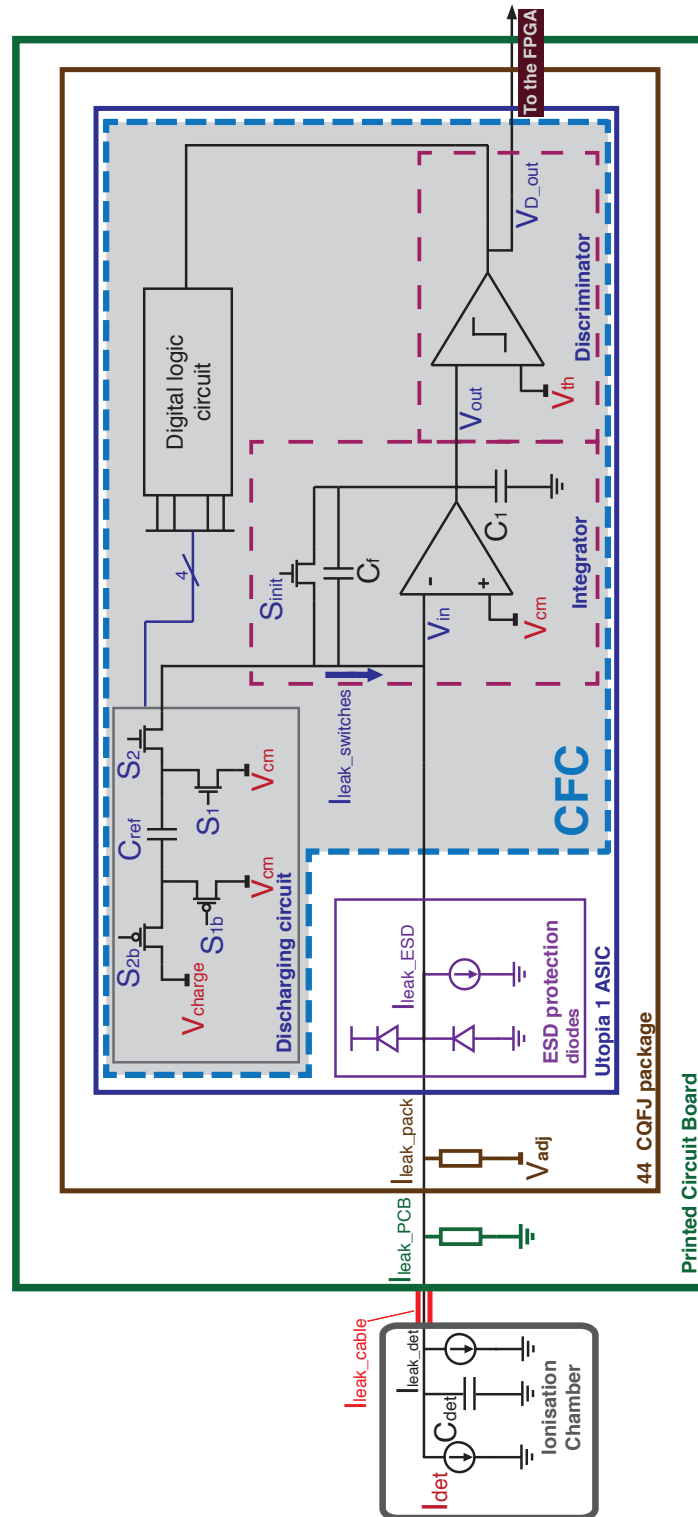 To the FPGA
VD_out
Discriminator
Digital logic
circuit
Vout
Vth
4
Sinit
Cf
C1
Integrator
Vin
Vcm
Ileak_switches
CFC
S2
S1
Vcm
Cref
S2b
S1b
Vcm
Vcharge
Discharging circuit
Ileak_ESD
ESD protection
diodes
Utopia 1 ASIC
Ileak_pack
Vadj
44 CQFJ package
Ileak_PCB
Printed Circuit Board
Ileak_cable
Ileak_det
Cdet
Idet
Ionisation
Chamber
-
+